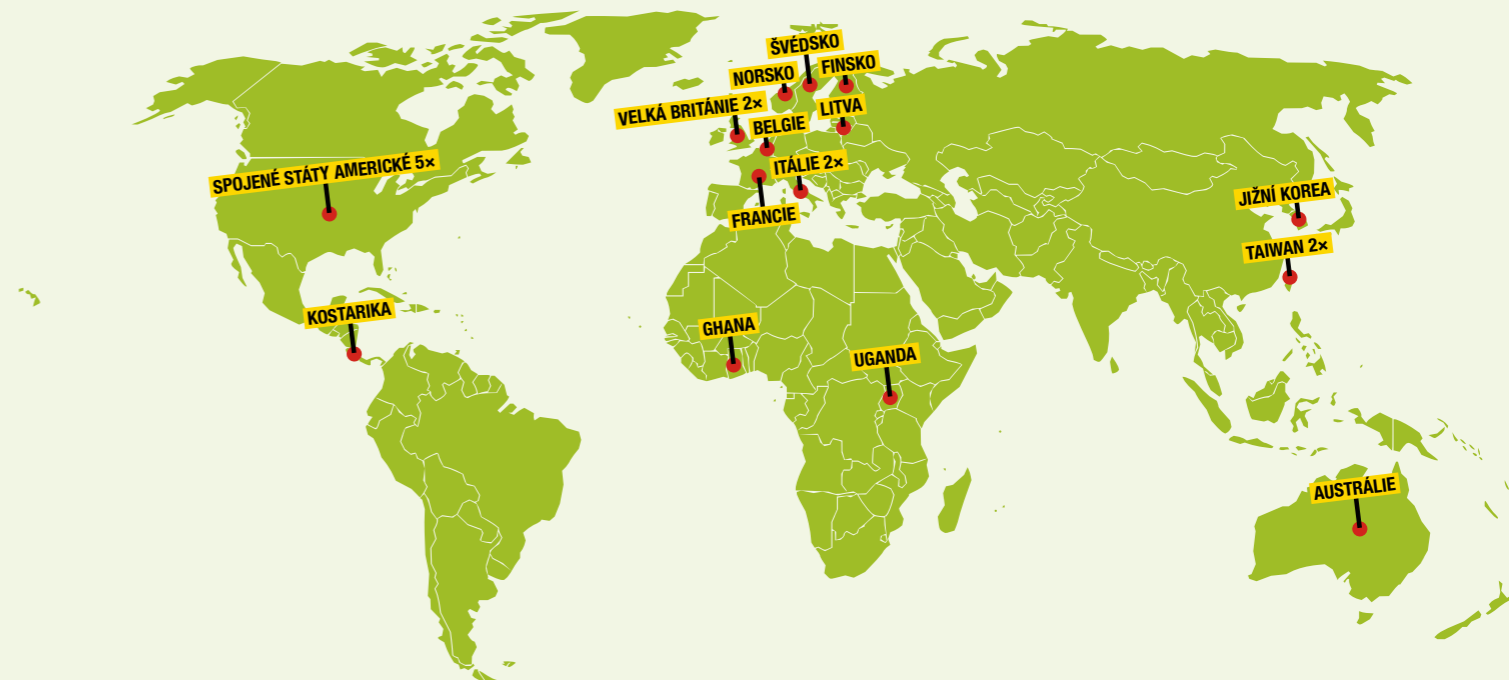 ŠVÉDSKO
NORSKO
FINSKO
VELKÁ BRITÁNIE 2×
BELGIE
LITVA
SPOJENÉ STÁTY AMERICKÉ 5×
ITÁLIE 2×
FRANCIE
JIŽNÍ KOREA
TAIWAN 2×
KOSTARIKA
GHANA
UGANDA
AUSTRÁLIE